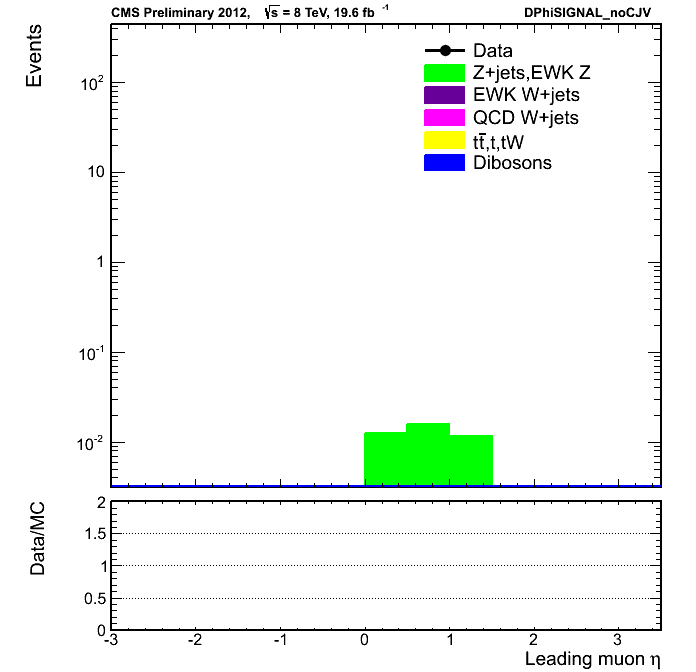 CMS Preliminary 2012, √s = 8 TeV, 19.6 fb⁻¹ DPhiSIGNAL_noCJV
Events
Data
Z+jets,EWK Z
EWK W+jets
QCD W+jets
tt̅,t,tW
Dibosons
10²
10
1
10⁻¹
10⁻²
Data/MC
2
1.5
1
0.5
0
-3 -2 -1 0 1 2 3
Leading muon η